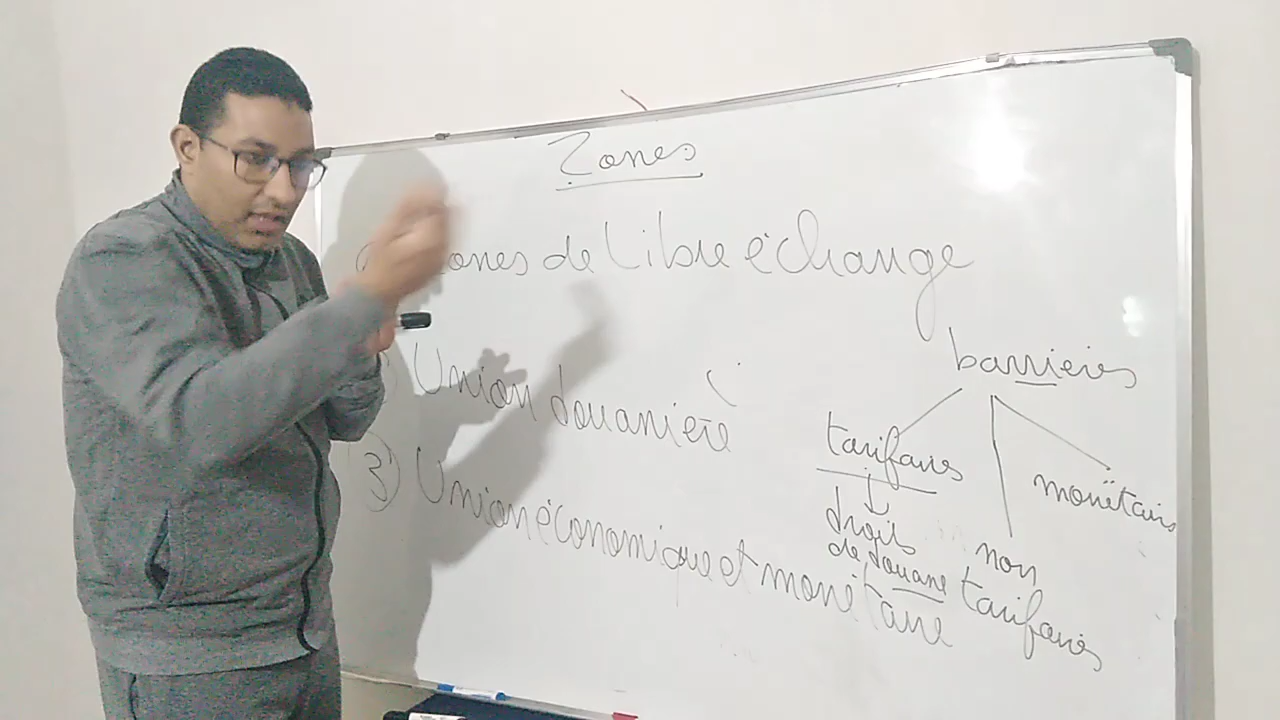 Zones
ones de libre échange
Union douanière
3) Union économique et monétaire
barrières
tarifaires
monétaires
droits
de douane
non
tarifaires